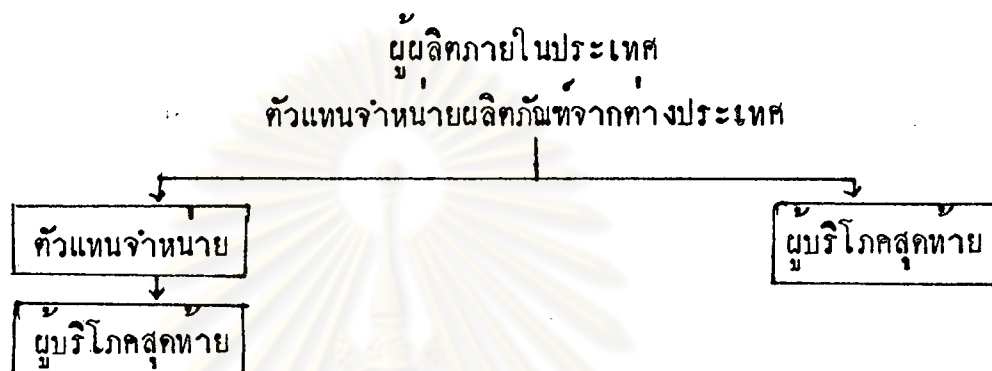 ผู้ผลิตภายในประเทศ
ตัวแทนจำหน่ายผลิตภัณฑ์จากต่างประเทศ
ตัวแทนจำหน่าย
ผู้บริโภคสุดท้าย
ผู้บริโภคสุดท้าย